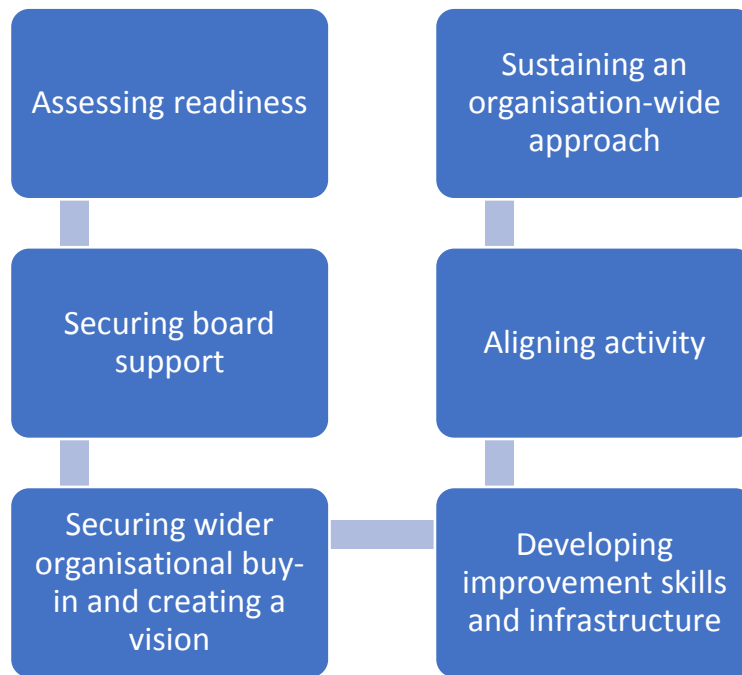 Assessing readiness
Securing board
support
Securing wider
organisational buy-
in and creating a
vision
Developing
improvement skills
and infrastructure
Aligning activity
Sustaining an
organisation-wide
approach